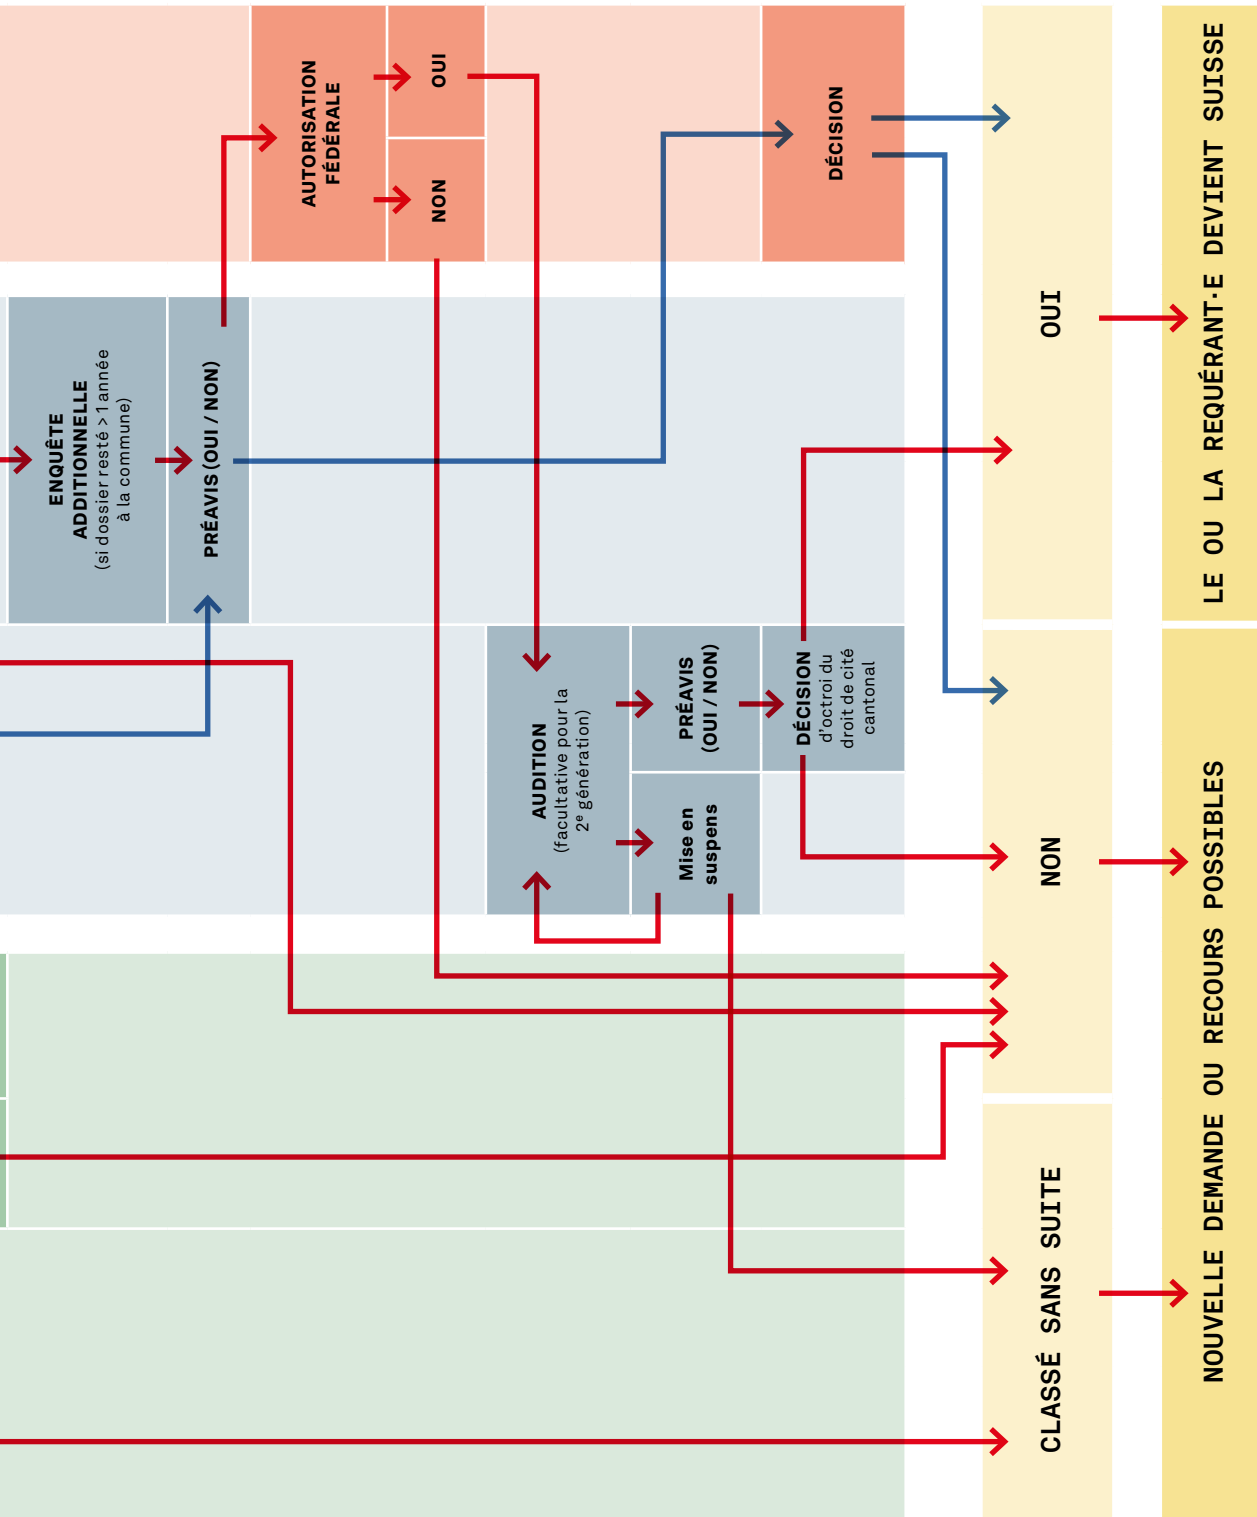 AUTORISATION
FÉDÉRALE
OUI
NON
DÉCISION
ENQUÊTE
ADDITIONNELLE
(si dossier resté > 1 année
à la commune)
PRÉAVIS (OUI / NON)
AUDITION
(facultative pour la
2e génération)
PRÉAVIS
(OUI / NON)
Mise en
suspens
DÉCISION
d'octroi du
droit de cité
cantonal
OUI
NON
CLASSÉ SANS SUITE
LE OU LA REQUÉRANT·E DEVIENT SUISSE
NOUVELLE DEMANDE OU RECOURS POSSIBLES